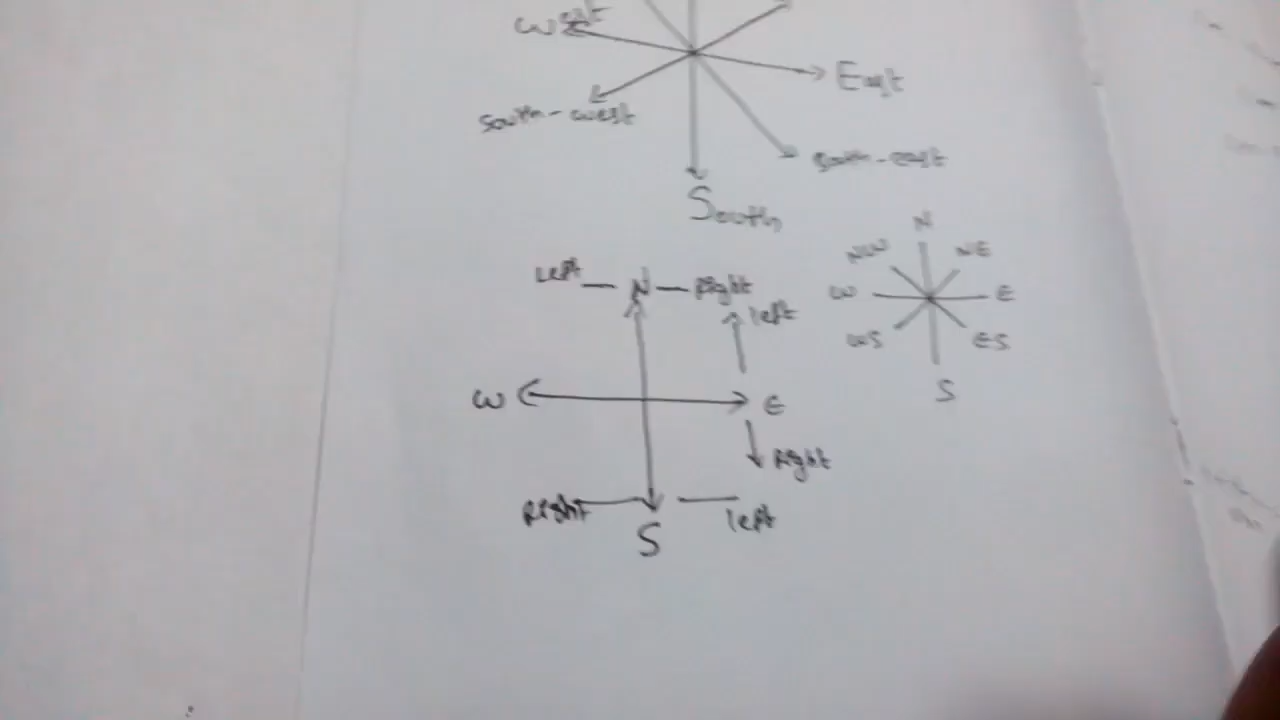 West
East
south-west
south-east
South
N
NW NE
W E
WS ES
S
left N Right
left
W E
Right
Right left
S